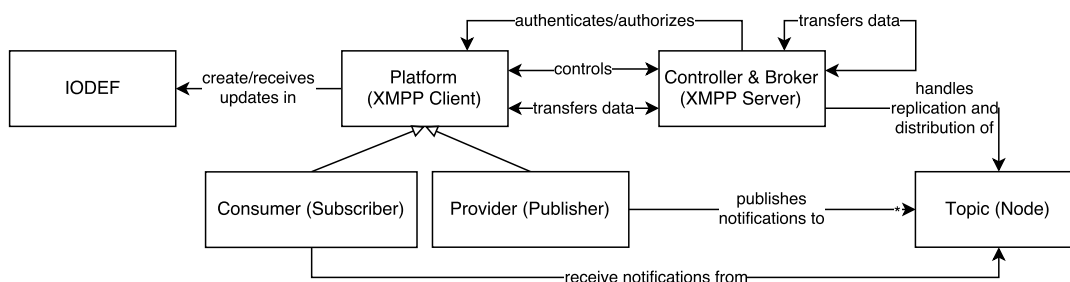 authenticates/authorizes
transfers data
IODEF
create/receives
updates in
Platform
(XMPP Client)
controls
transfers data
Controller & Broker
(XMPP Server)
handles
replication and
distribution of
Consumer (Subscriber)
Provider (Publisher)
publishes
notifications to
*
Topic (Node)
receive notifications from